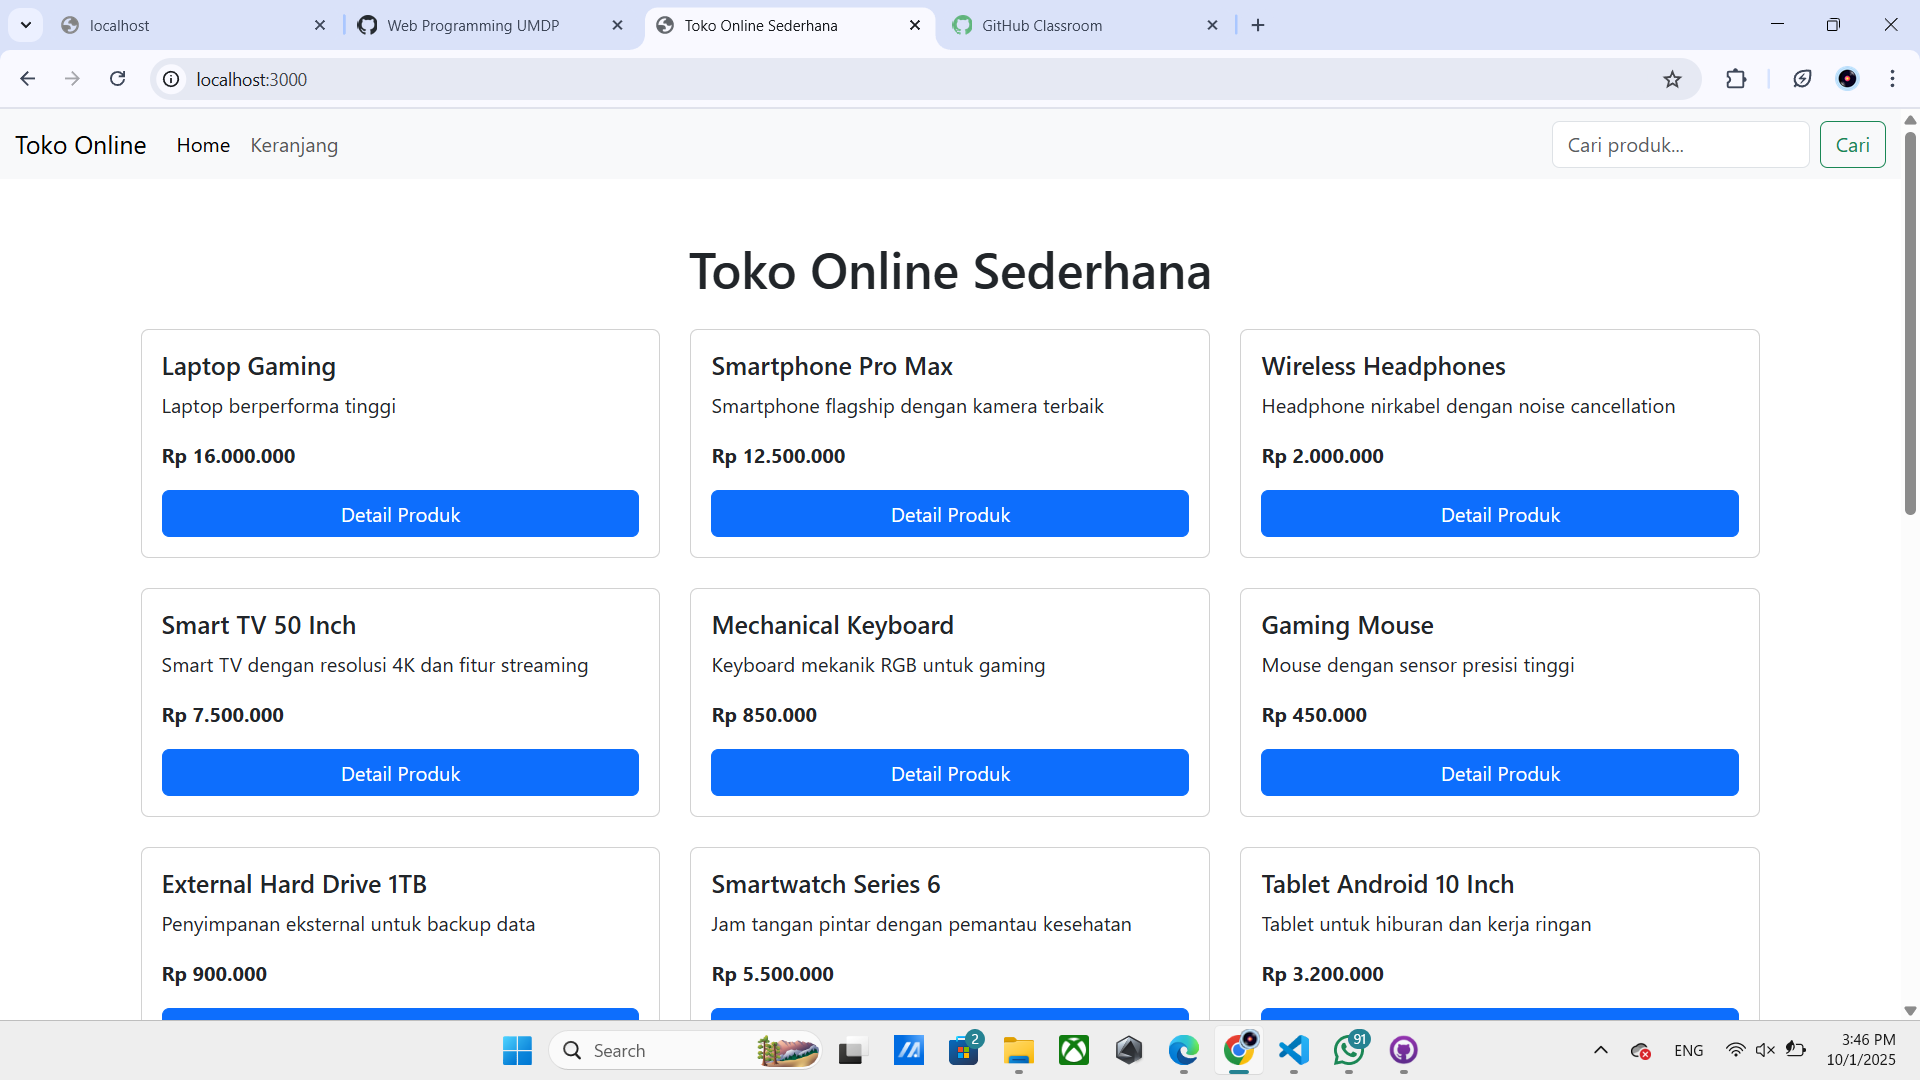 localhost
Web Programming UMDP
Toko Online Sederhana
GitHub Classroom
localhost:3000
Toko Online
Home
Keranjang
Cari produk...
Cari
Toko Online Sederhana
Laptop Gaming
Laptop berperforma tinggi
Rp 16.000.000
Detail Produk
Smartphone Pro Max
Smartphone flagship dengan kamera terbaik
Rp 12.500.000
Detail Produk
Wireless Headphones
Headphone nirkabel dengan noise cancellation
Rp 2.000.000
Detail Produk
Smart TV 50 Inch
Smart TV dengan resolusi 4K dan fitur streaming
Rp 7.500.000
Detail Produk
Mechanical Keyboard
Keyboard mekanik RGB untuk gaming
Rp 850.000
Detail Produk
Gaming Mouse
Mouse dengan sensor presisi tinggi
Rp 450.000
Detail Produk
External Hard Drive 1TB
Penyimpanan eksternal untuk backup data
Rp 900.000
Smartwatch Series 6
Jam tangan pintar dengan pemantau kesehatan
Rp 5.500.000
Tablet Android 10 Inch
Tablet untuk hiburan dan kerja ringan
Rp 3.200.000
Search
2
91
ENG
3:46 PM
10/1/2025